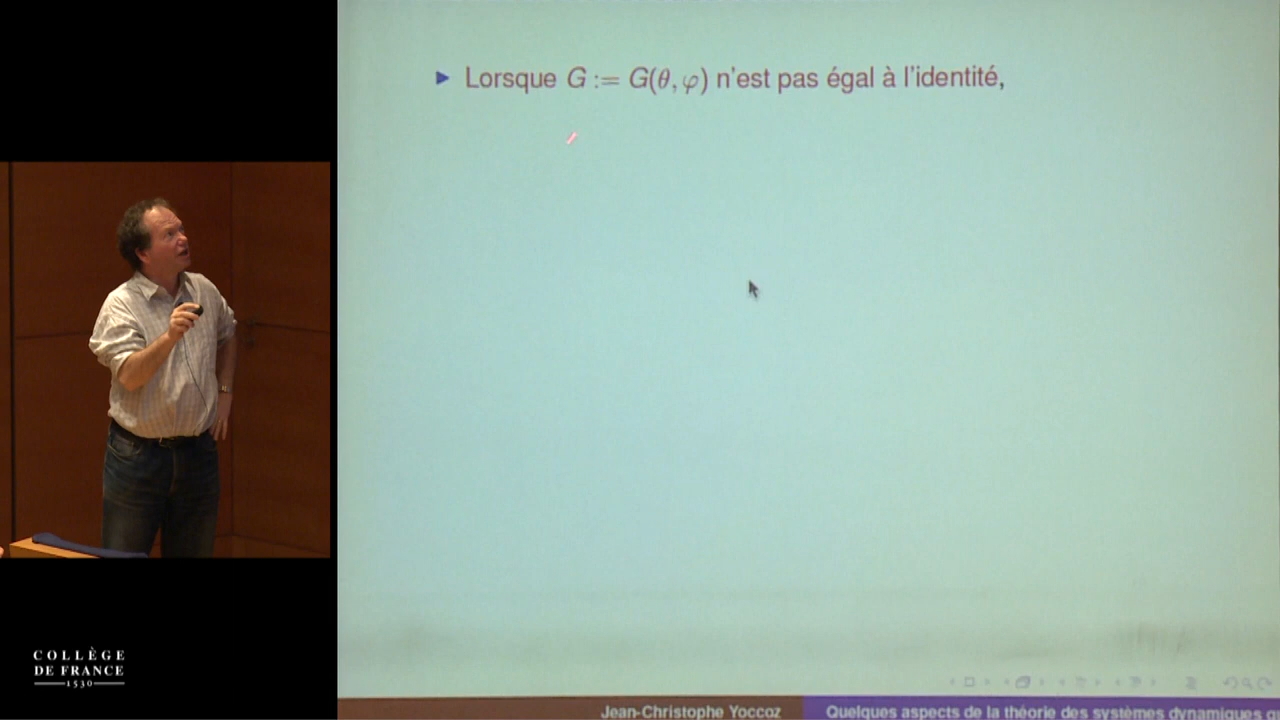 Lorsque G := G(θ, φ) n'est pas égal à l'identité,
COLLÈGE
DE FRANCE
1530
Jean-Christophe Yoccoz
Quelques aspects de la théorie des systèmes dynamiques